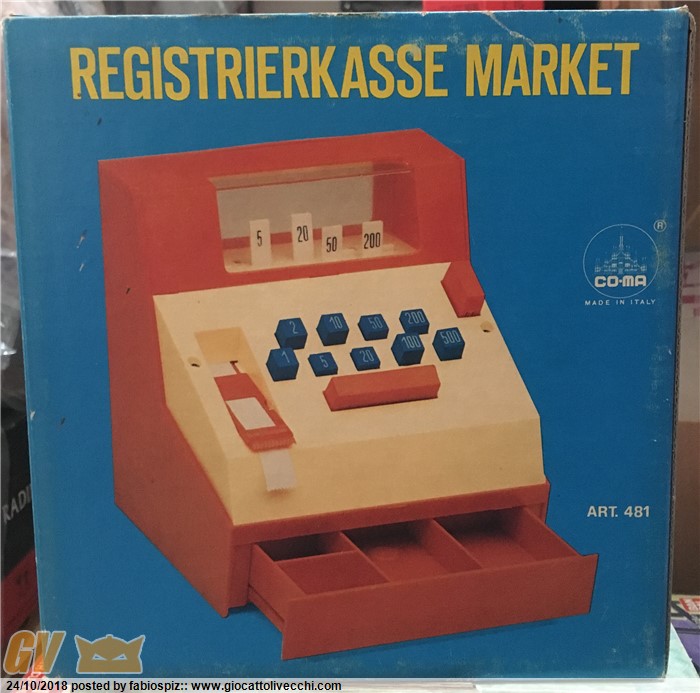 REGISTRIERKASSE MARKET
5 20 50 200
®
CO-MA
MADE IN ITALY
2 10 50 200
1 5 20 100 500
ART. 481
RADI
GV
24/10/2018 posted by fabiospiz:: www.giocattolivecchi.com